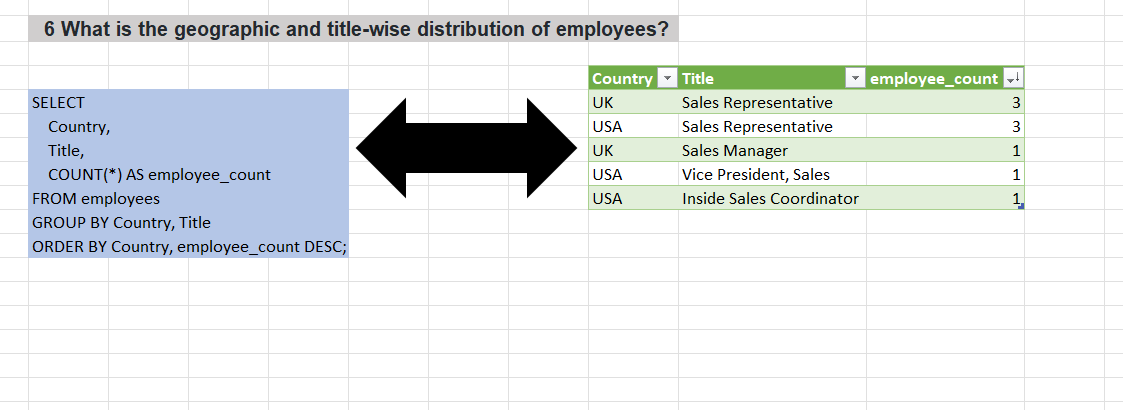 6 What is the geographic and title-wise distribution of employees?
SELECT
Country,
Title,
COUNT(*) AS employee_count
FROM employees
GROUP BY Country, Title
ORDER BY Country, employee_count DESC;
Country Title employee_count
UK Sales Representative 3
USA Sales Representative 3
UK Sales Manager 1
USA Vice President, Sales 1
USA Inside Sales Coordinator 1